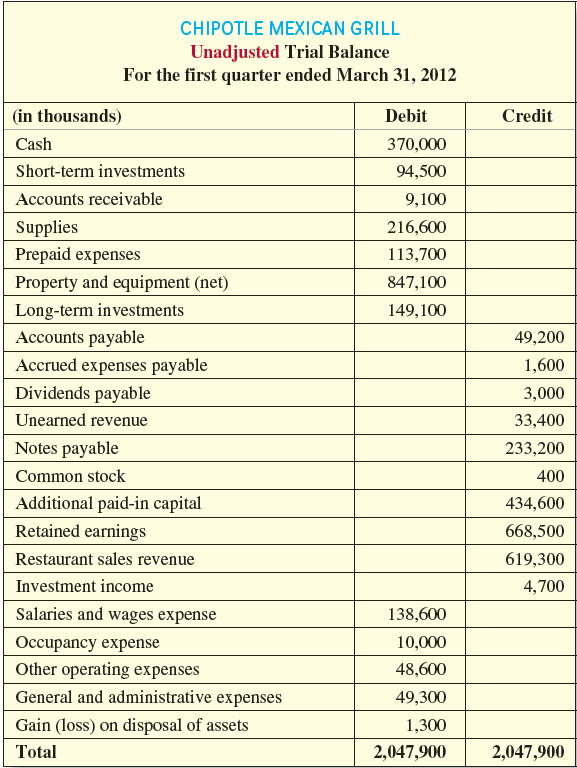 CHIPOTLE MEXICAN GRILL
Unadjusted Trial Balance
For the first quarter ended March 31, 2012
(in thousands) Debit Credit
Cash 370,000
Short-term investments 94,500
Accounts receivable 9,100
Supplies 216,600
Prepaid expenses 113,700
Property and equipment (net) 847,100
Long-term investments 149,100
Accounts payable 49,200
Accrued expenses payable 1,600
Dividends payable 3,000
Unearned revenue 33,400
Notes payable 233,200
Common stock 400
Additional paid-in capital 434,600
Retained earnings 668,500
Restaurant sales revenue 619,300
Investment income 4,700
Salaries and wages expense 138,600
Occupancy expense 10,000
Other operating expenses 48,600
General and administrative expenses 49,300
Gain (loss) on disposal of assets 1,300
Total 2,047,900 2,047,900